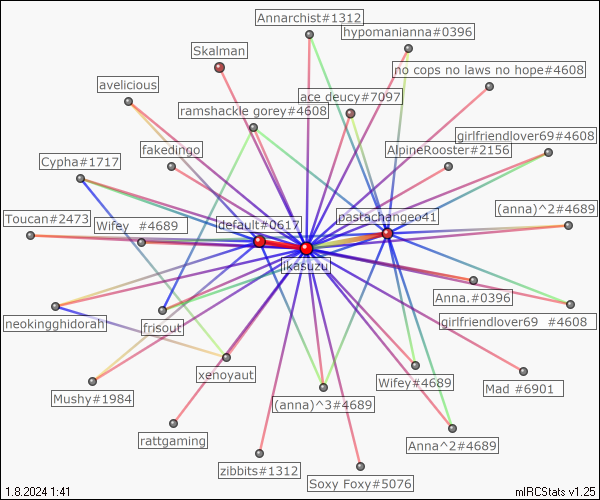 Annarchist#1312
hypomanianna#0396
Skalman
no cops no laws no hope#4608
avelicious
ace deucy#7097
ramshackle gorey#4608
girlfriendlover69#4608
fakedingo
AlpineRooster#2156
Cypha#1717
(anna)^2#4689
pastachangeo41
Toucan#2473
Wifey_ #4689
default#0617
ikasuzu
Anna.#0396
neokingghidorah
frisout
girlfriendlover69_ #4608
xenoyaut
Wifey#4689
Mad_#6901
Mushy#1984
(anna)^3#4689
rattgaming
Anna^2#4689
zibbits#1312
Soxy Foxy#5076
1.8.2024 1:41
mIRCStats v1.25